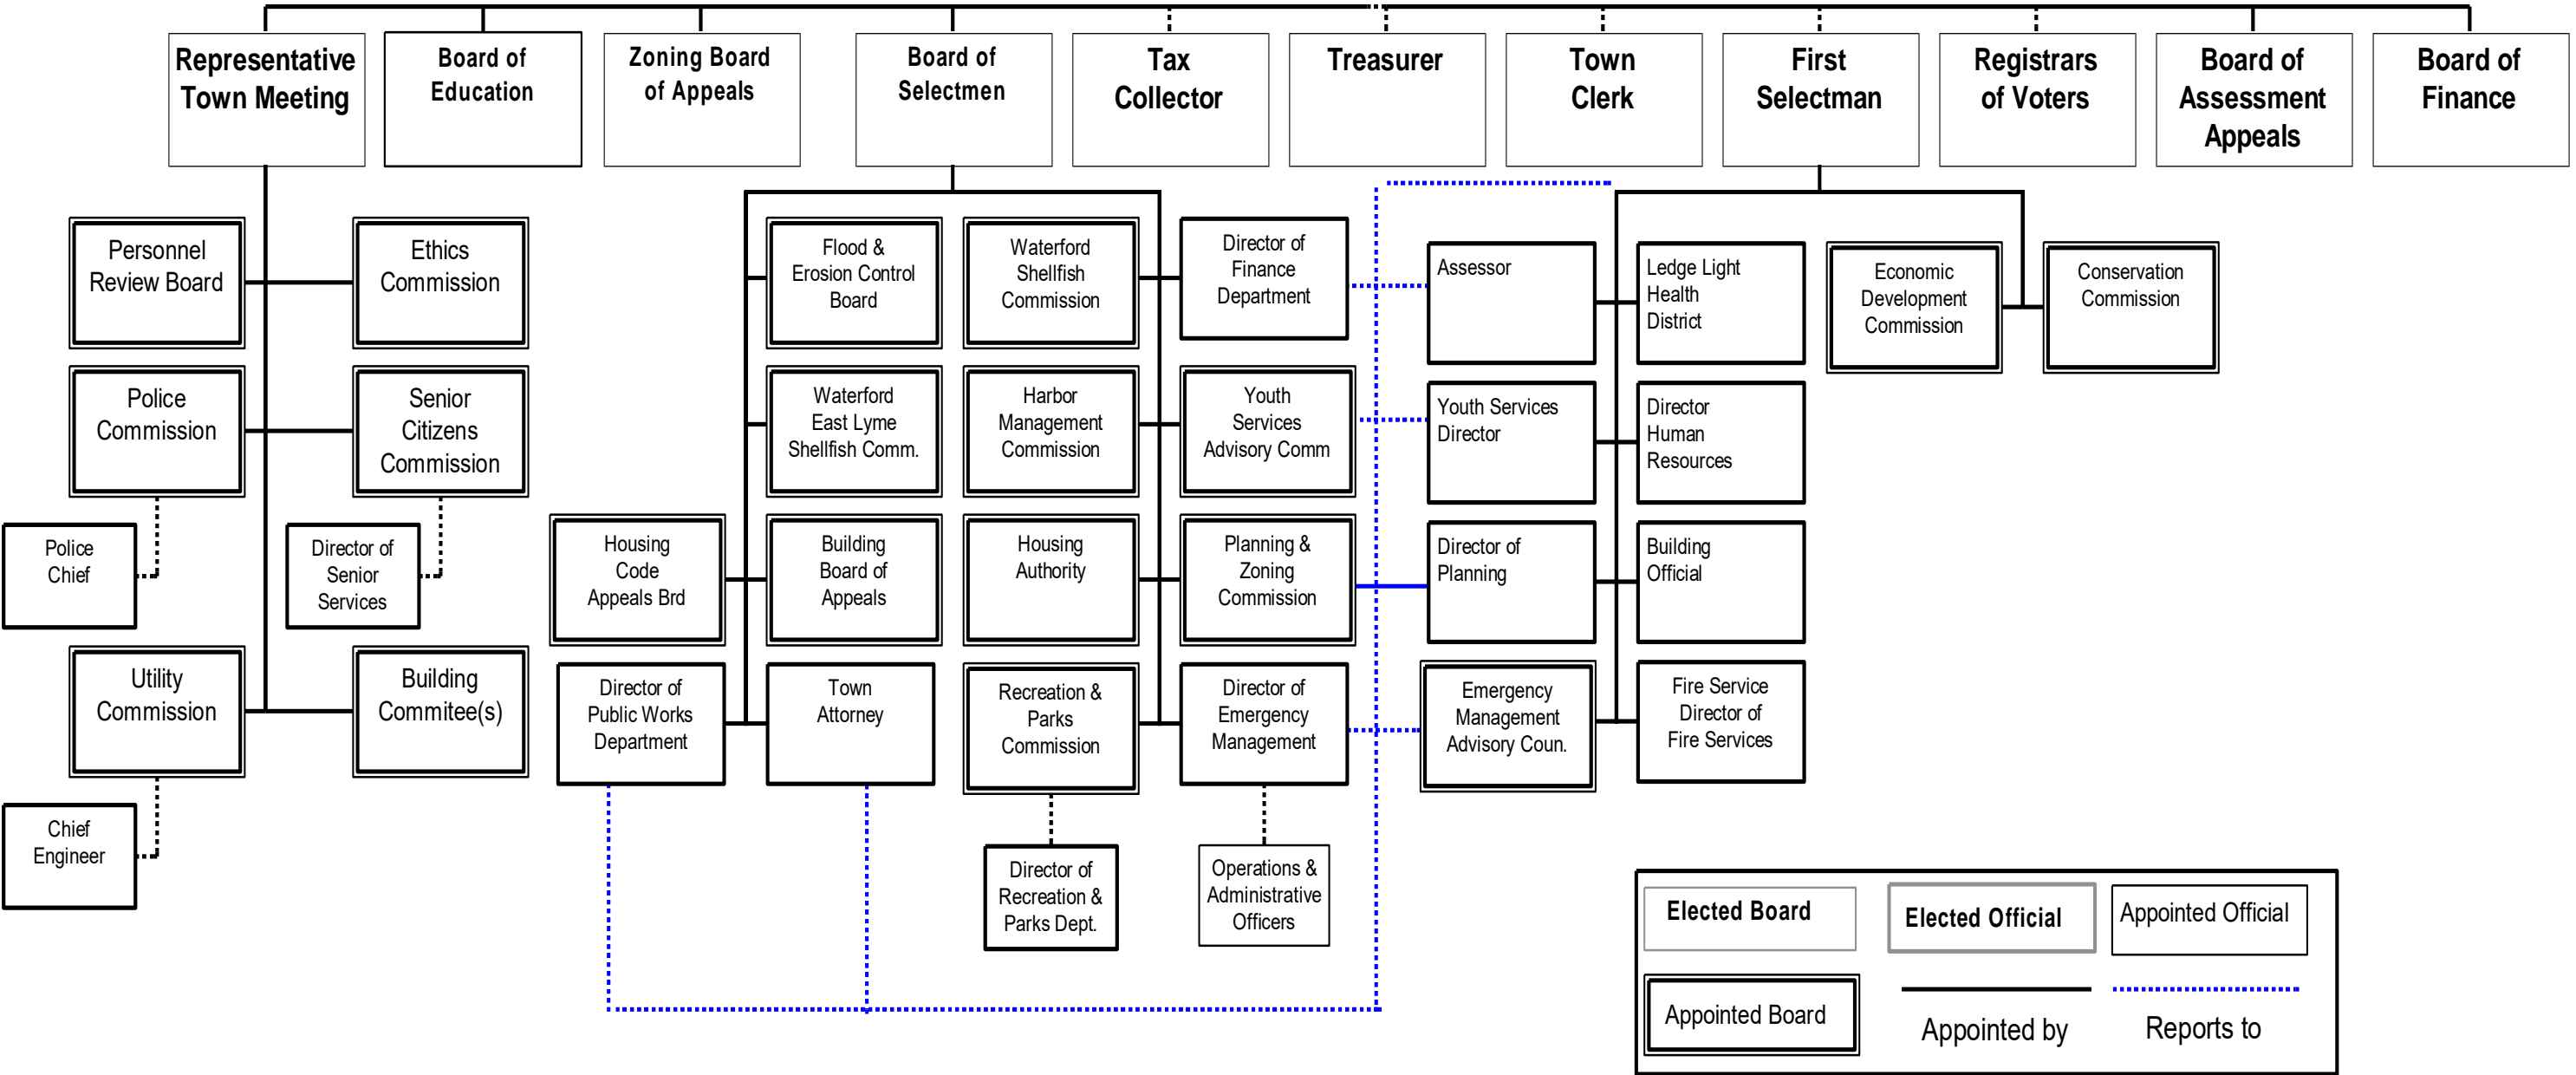 Representative
Town Meeting
Board of
Education
Zoning Board
of Appeals
Board of
Selectmen
Tax
Collector
Treasurer
Town
Clerk
First
Selectman
Registrars
of Voters
Board of
Assessment
Appeals
Board of
Finance
Personnel
Review Board
Ethics
Commission
Police
Commission
Senior
Citizens
Commission
Police
Chief
Director of
Senior
Services
Utility
Commission
Building
Commitee(s)
Chief
Engineer
Flood &
Erosion Control
Board
Waterford
Shellfish
Commission
Director of
Finance
Department
Waterford
East Lyme
Shellfish Comm.
Harbor
Management
Commission
Youth
Services
Advisory Comm
Housing
Code
Appeals Brd
Building
Board of
Appeals
Housing
Authority
Planning &
Zoning
Commission
Director of
Public Works
Department
Town
Attorney
Recreation &
Parks
Commission
Director of
Emergency
Management
Director of
Recreation &
Parks Dept.
Operations &
Administrative
Officers
Assessor
Ledge Light
Health
District
Economic
Development
Commission
Conservation
Commission
Youth Services
Director
Director
Human
Resources
Director of
Planning
Building
Official
Emergency
Management
Advisory Coun.
Fire Service
Director of
Fire Services
Elected Board
Elected Official
Appointed Official
Appointed Board
Appointed by
Reports to